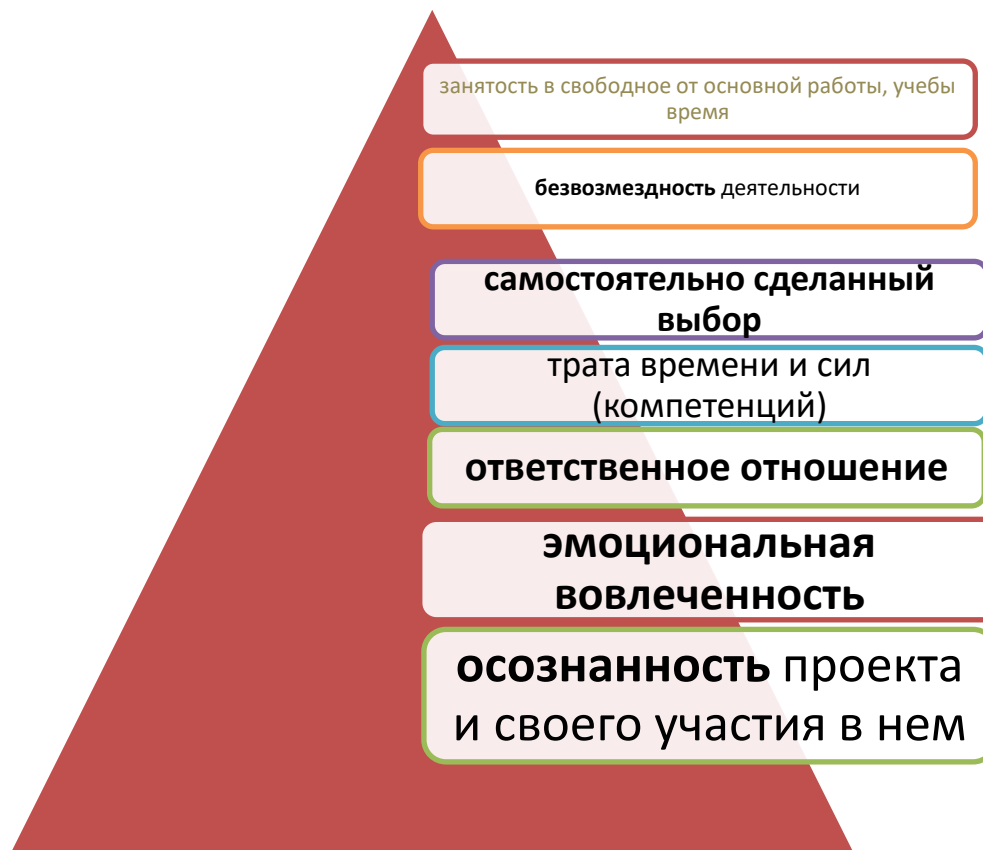 занятость в свободное от основной работы, учебы
время
безвозмездность деятельности
самостоятельно сделанный
выбор
трата времени и сил
(компетенций)
ответственное отношение
эмоциональная
вовлеченность
осознанность проекта
и своего участия в нем